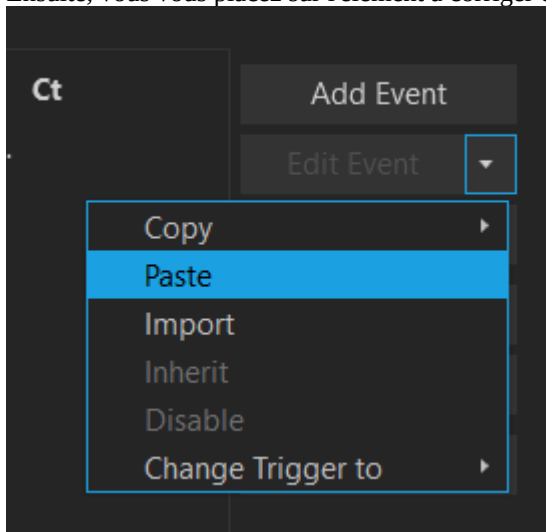 Ensuite, vous vous placez sur l'élément à corriger
Ct
Add Event
Edit Event
Copy
Paste
Import
Inherit
Disable
Change Trigger to